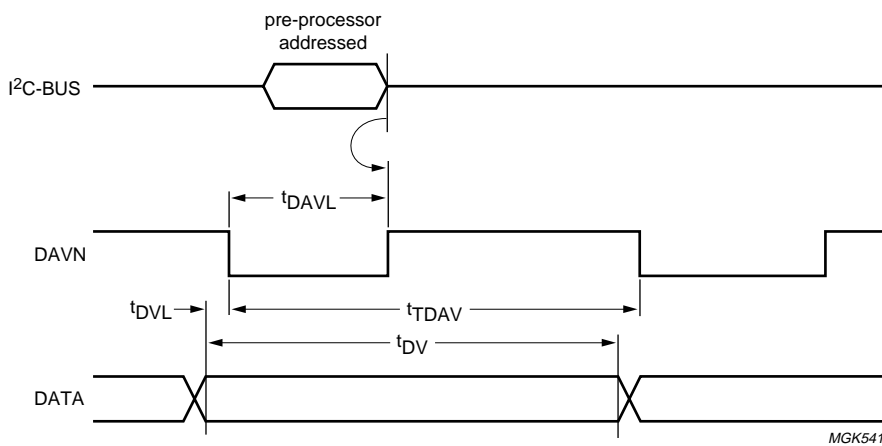 pre-processor
addressed
I²C-BUS
tDAVL
DAVN
tDVL
tTDAV
tDV
DATA
MGK541